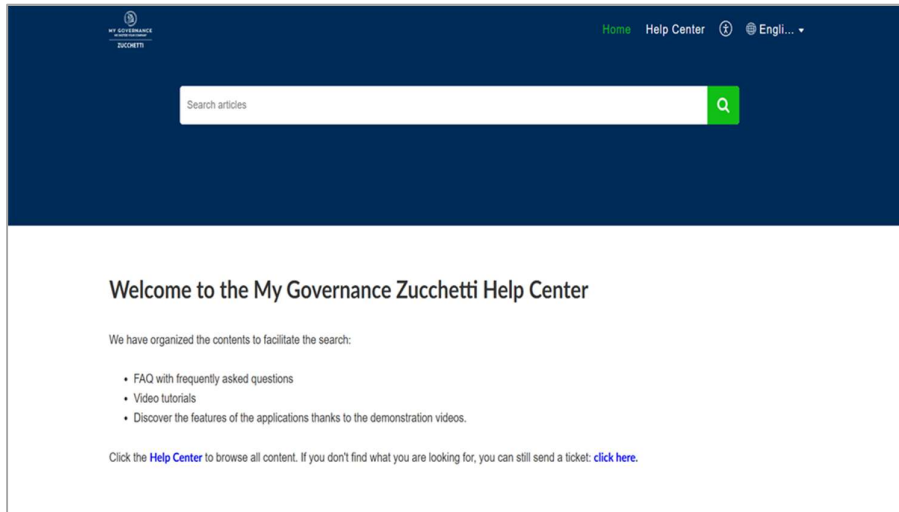 MY GOVERNANCE
ZUCCHETTI
Home Help Center Engli...
Search articles
Welcome to the My Governance Zucchetti Help Center
We have organized the contents to facilitate the search:
• FAQ with frequently asked questions
• Video tutorials
• Discover the features of the applications thanks to the demonstration videos.
Click the Help Center to browse all content. If you don't find what you are looking for, you can still send a ticket: click here.